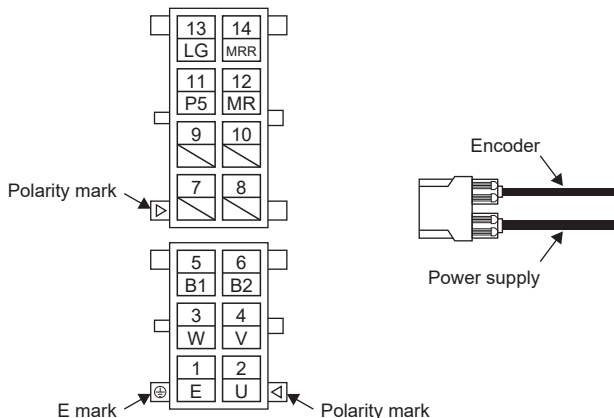 13 14
LG MRR
11 12
P5 MR
9 10
Encoder
Polarity mark
7 8
Power supply
5 6
B1 B2
3 4
W V
1 2
E U
E mark
Polarity mark